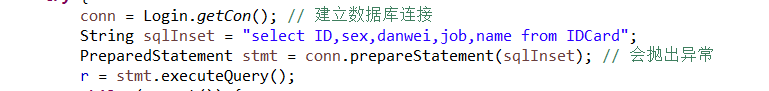 conn = Login.getCon(); // 建立数据库连接
String sqlInset = "select ID,sex,danwei,job,name from IDCard";
PreparedStatement stmt = conn.prepareStatement(sqlInset); // 会抛出异常
r = stmt.executeQuery();